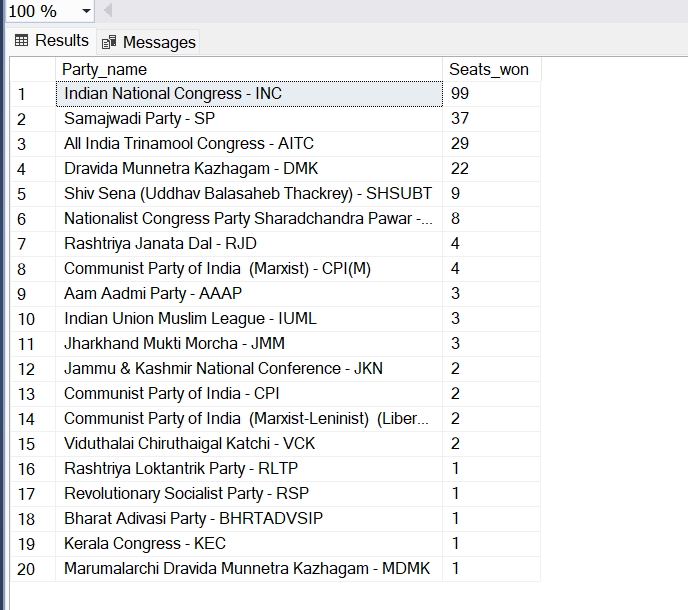 100 %
Results Messages
Party_name Seats_won
1 Indian National Congress - INC 99
2 Samajwadi Party - SP 37
3 All India Trinamool Congress - AITC 29
4 Dravida Munnetra Kazhagam - DMK 22
5 Shiv Sena (Uddhav Balasaheb Thackrey) - SHSUBT 9
6 Nationalist Congress Party Sharadchandra Pawar -... 8
7 Rashtriya Janata Dal - RJD 4
8 Communist Party of India  (Marxist) - CPI(M) 4
9 Aam Aadmi Party - AAAP 3
10 Indian Union Muslim League - IUML 3
11 Jharkhand Mukti Morcha - JMM 3
12 Jammu & Kashmir National Conference - JKN 2
13 Communist Party of India - CPI 2
14 Communist Party of India  (Marxist-Leninist)  (Liber... 2
15 Viduthalai Chiruthaigal Katchi - VCK 2
16 Rashtriya Loktantrik Party - RLTP 1
17 Revolutionary Socialist Party - RSP 1
18 Bharat Adivasi Party - BHRTADVSIP 1
19 Kerala Congress - KEC 1
20 Marumalarchi Dravida Munnetra Kazhagam - MDMK 1